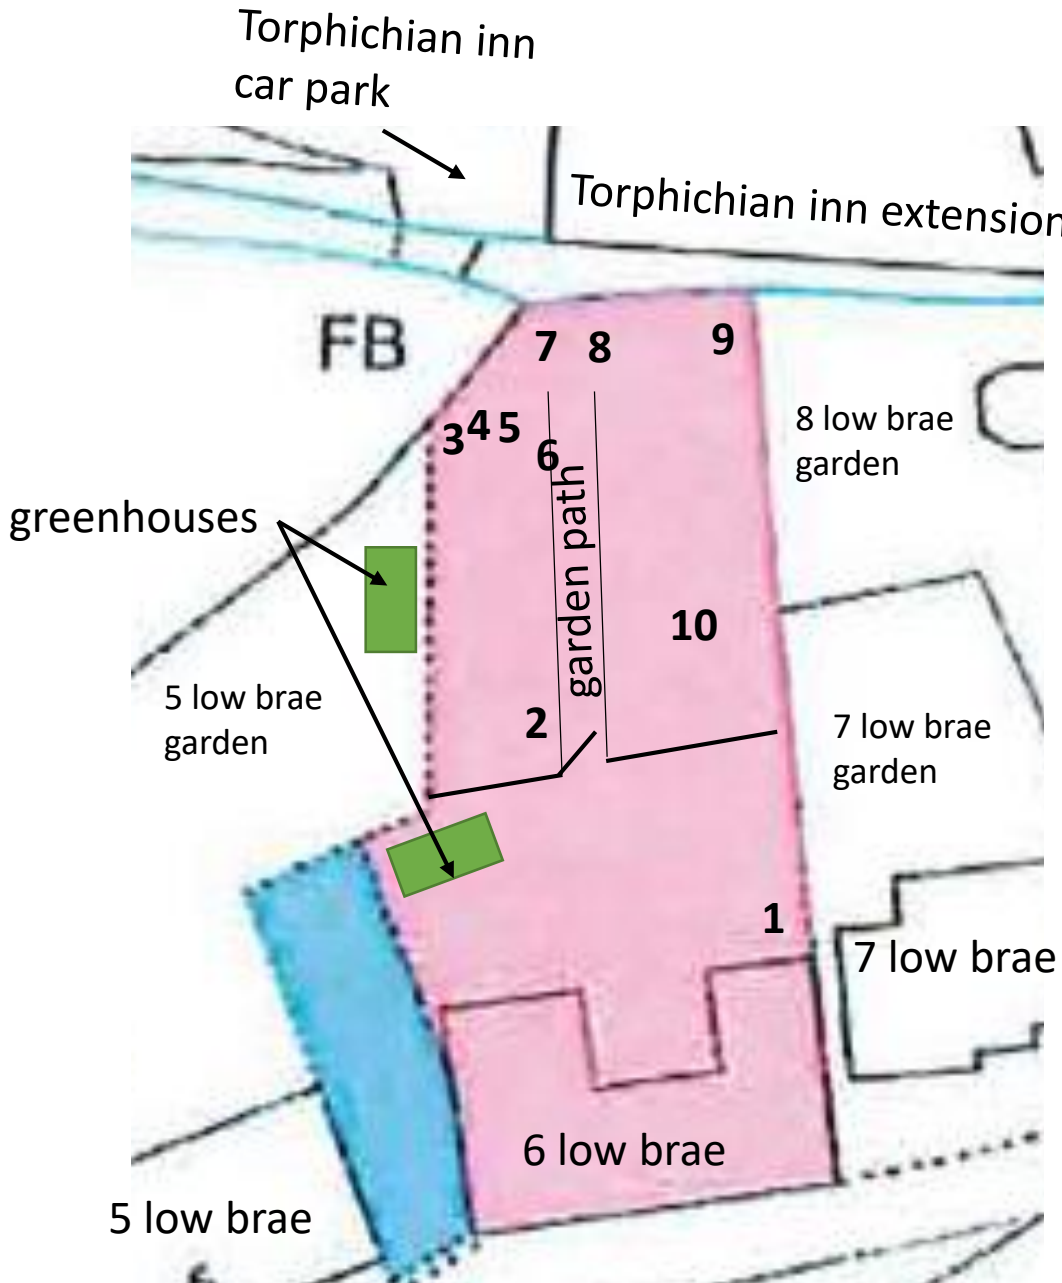 Torphichian inn
car park
Torphichian inn extension
FB
7
8
9
3
4
5
6
8 low brae
garden
greenhouses
garden path
10
5 low brae
garden
2
7 low brae
garden
1
7 low brae
6 low brae
5 low brae